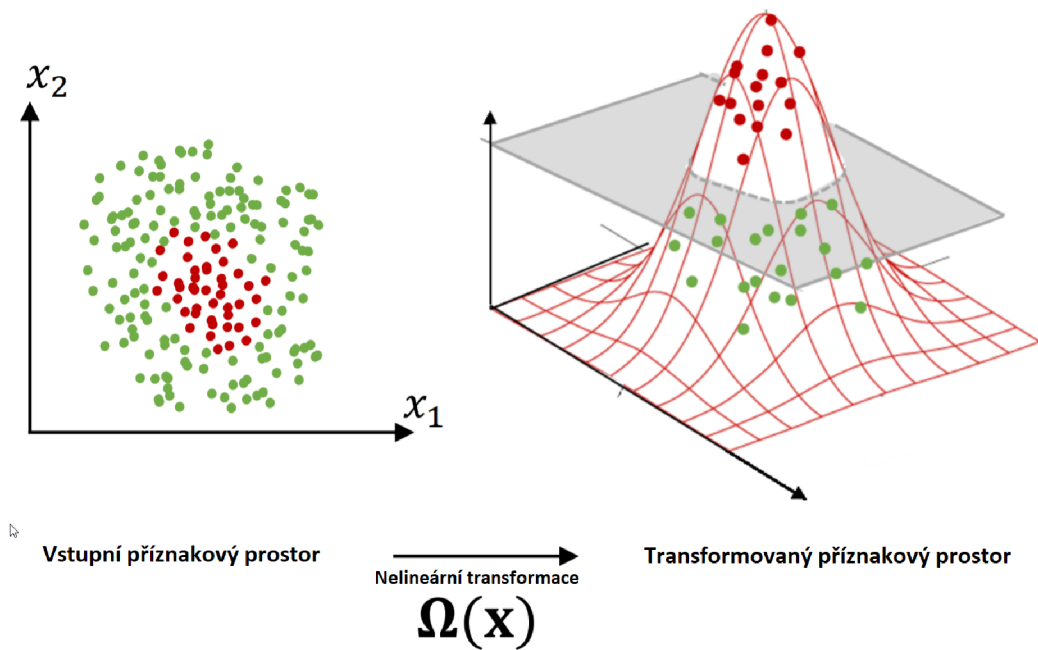 x₂
x₁
Vstupní příznakový prostor
Nelineární transformace
Ω(x)
Transformovaný příznakový prostor